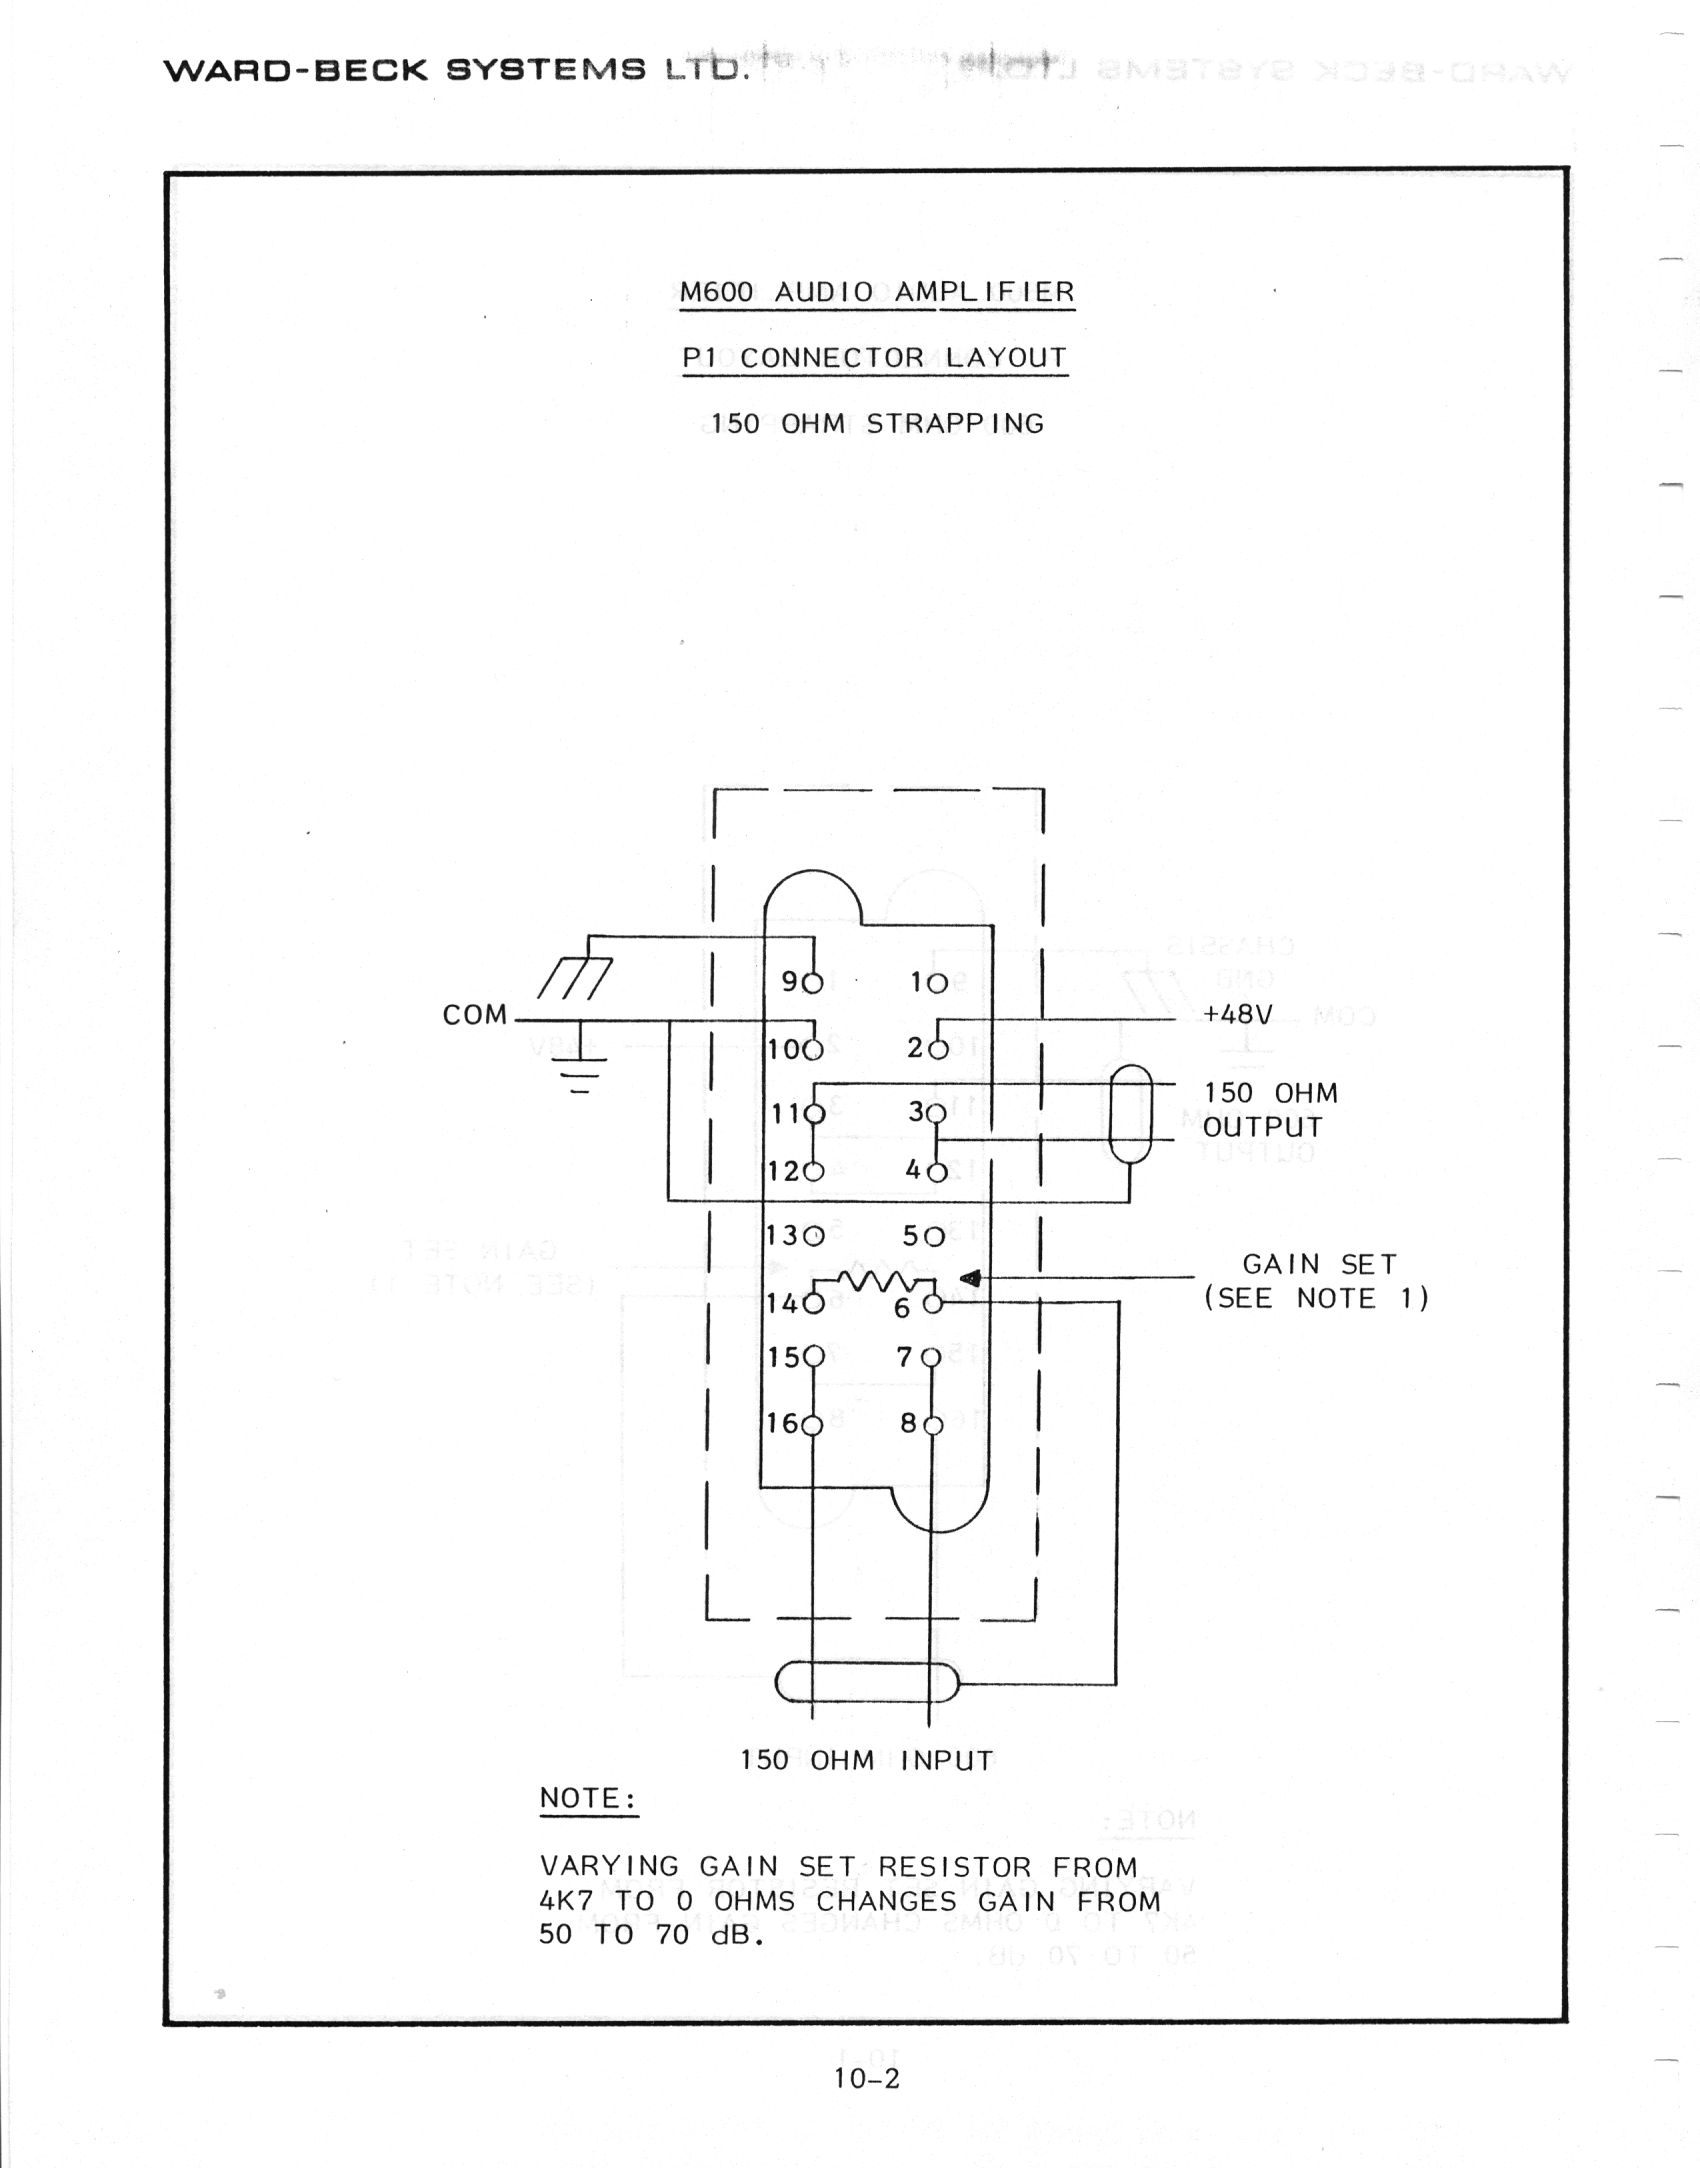 WARD-BECK SYSTEMS LTD.
M600 AUDIO AMPLIFIER
P1 CONNECTOR LAYOUT
150 OHM STRAPPING
9 1
COM +48V
10 2
150 OHM
11 3
OUTPUT
12 4
13 5
GAIN SET
14 6 (SEE NOTE 1)
15 7
16 8
150 OHM INPUT
NOTE:
VARYING GAIN SET RESISTOR FROM
4K7 TO 0 OHMS CHANGES GAIN FROM
50 TO 70 dB.
10-2